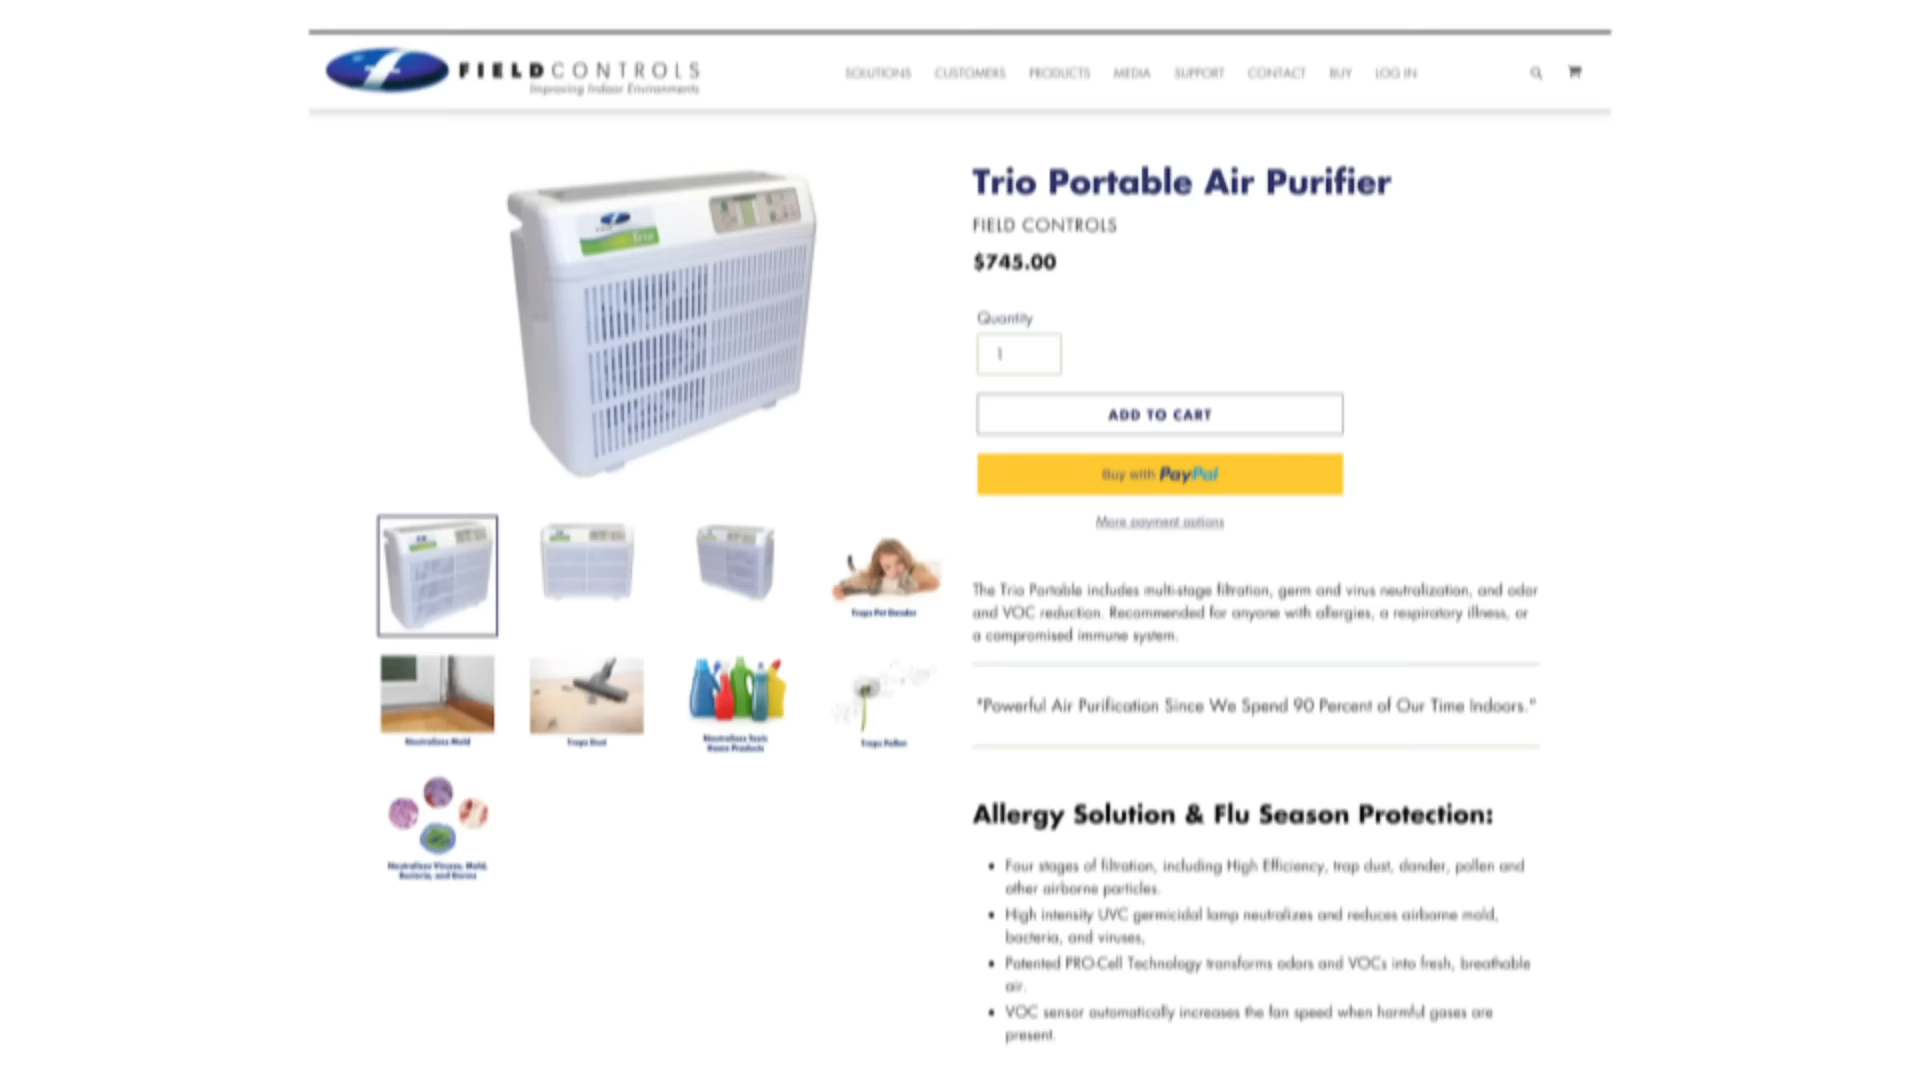 FIELD CONTROLS
Improving Indoor Environments
SOLUTIONS CUSTOMERS PRODUCTS MEDIA SUPPORT CONTACT BUY LOG IN
Trio Portable Air Purifier
FIELD CONTROLS
$745.00
Quantity
1
ADD TO CART
Buy with PayPal
More payment options
Trio
Traps Pet Dander
Neutralizes Mold
Traps Dust
Neutralizes Toxic
Home Products
Traps Pollen
Neutralizes Viruses, Mold,
Bacteria, and Germs
The Trio Portable includes multi-stage filtration, germ and virus neutralization, and odor
and VOC reduction. Recommended for anyone with allergies, a respiratory illness, or
a compromised immune system.
"Powerful Air Purification Since We Spend 90 Percent of Our Time Indoors."
Allergy Solution & Flu Season Protection:
• Four stages of filtration, including High Efficiency, trap dust, dander, pollen and
other airborne particles.
• High intensity UVC germicidal lamp neutralizes and reduces airborne mold,
bacteria, and viruses,
• Patented PRO-Cell Technology transforms odors and VOCs into fresh, breathable
air.
• VOC sensor automatically increases the fan speed when harmful gases are
present.